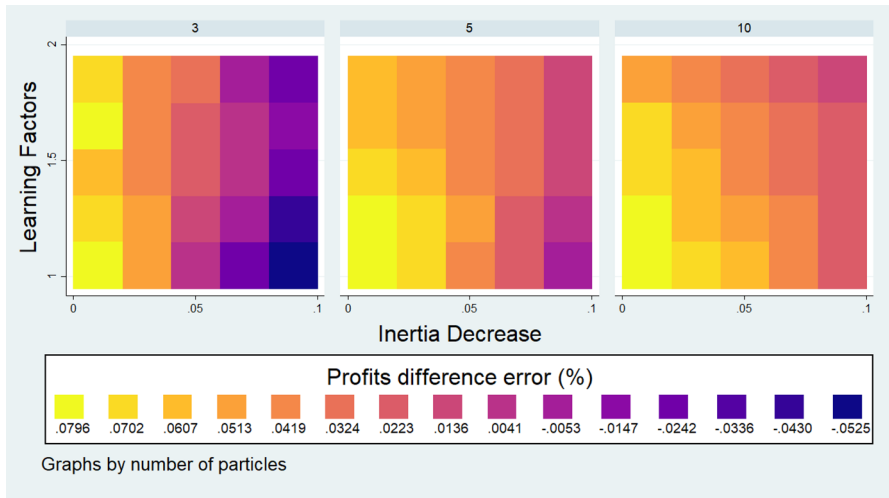 3 5 10
Learning Factors
2
1.5
1
0 .05 .1 0 .05 .1 0 .05 .1
Inertia Decrease
Profits difference error (%)
.0796 .0702 .0607 .0513 .0419 .0324 .0223 .0136 .0041 -.0053 -.0147 -.0242 -.0336 -.0430 -.0525
Graphs by number of particles